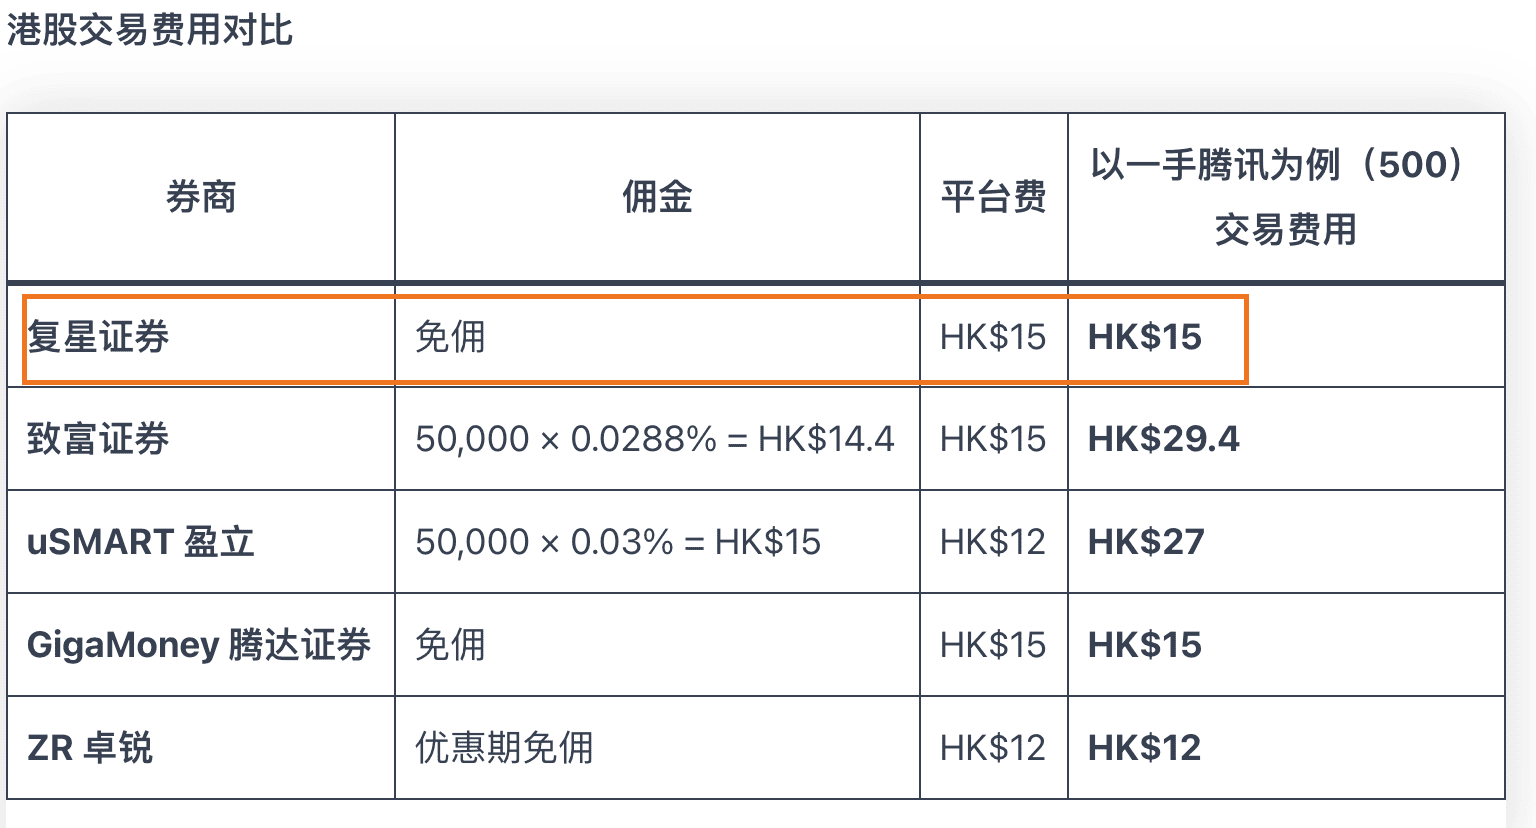 港股交易费用对比
券商 佣金 平台费 以一手腾讯为例（500）
交易费用
复星证券 免佣 HK$15 HK$15
致富证券 50,000 × 0.0288% = HK$14.4 HK$15 HK$29.4
uSMART 盈立 50,000 × 0.03% = HK$15 HK$12 HK$27
GigaMoney 腾达证券 免佣 HK$15 HK$15
ZR 卓锐 优惠期免佣 HK$12 HK$12